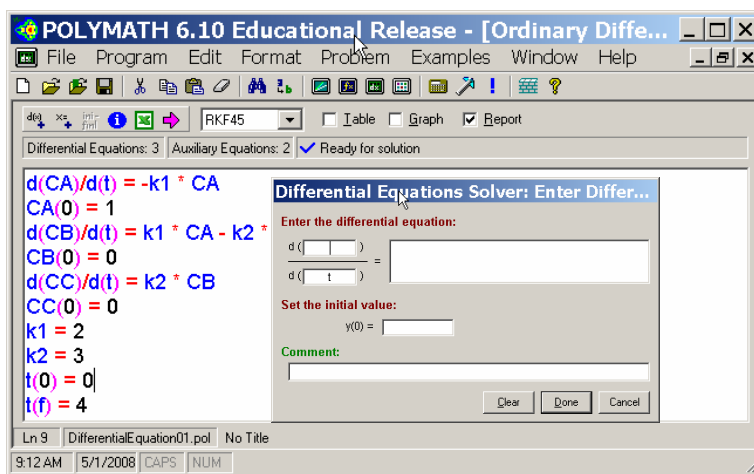 POLYMATH 6.10 Educational Release - [Ordinary Diffe...
File Program Edit Format Problem Examples Window Help
d(x) x= ini- finl RKF45 Table Graph Report
Differential Equations: 3 Auxiliary Equations: 2 Ready for solution
d(CA)/d(t) = -k1 * CA
CA(0) = 1
d(CB)/d(t) = k1 * CA - k2 *
CB(0) = 0
d(CC)/d(t) = k2 * CB
CC(0) = 0
k1 = 2
k2 = 3
t(0) = 0
t(f) = 4
Differential Equations Solver: Enter Differ...
Enter the differential equation:
d ( )
=
d ( t )
Set the initial value:
y(0) =
Comment:
Clear Done Cancel
Ln 9 DifferentialEquation01.pol No Title
9:12 AM 5/1/2008 CAPS NUM